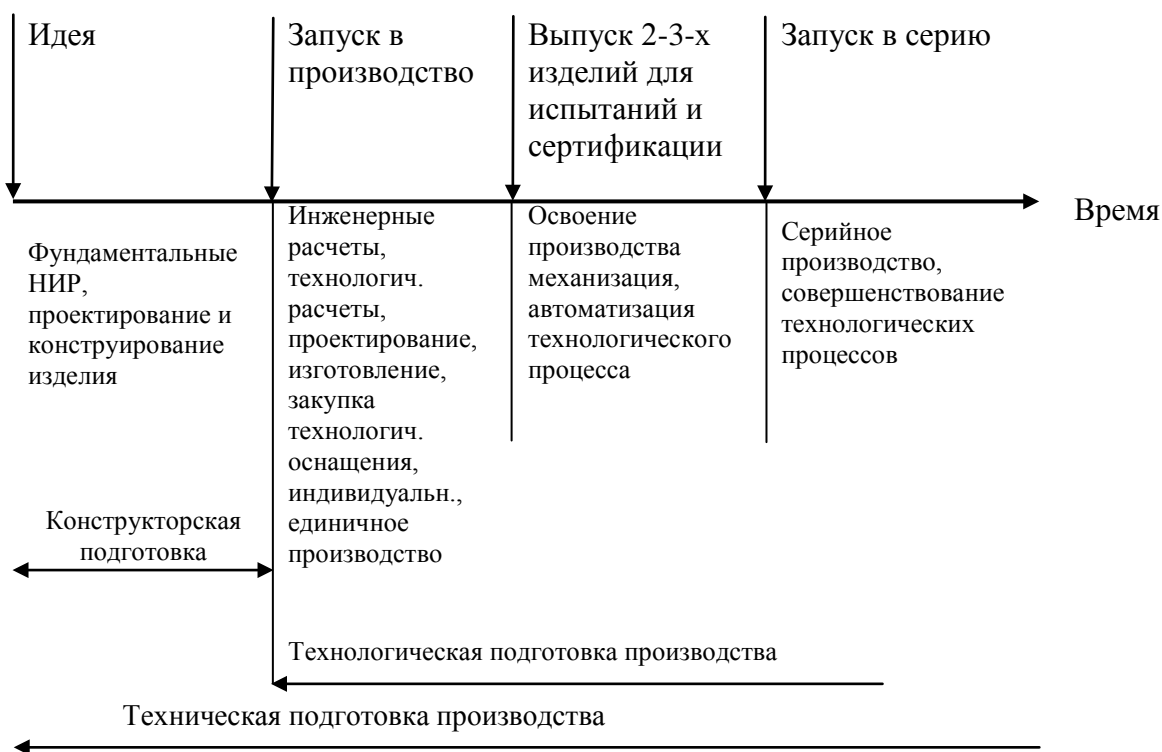 Идея
Запуск в
производство
Выпуск 2-3-х
изделий для
испытаний и
сертификации
Запуск в серию
Время
Фундаментальные
НИР,
проектирование и
конструирование
изделия
Инженерные
расчеты,
технологич.
расчеты,
проектирование,
изготовление,
закупка
технологич.
оснащения,
индивидуальн.,
единичное
производство
Освоение
производства
механизация,
автоматизация
технологического
процесса
Серийное
производство,
совершенствование
технологических
процессов
Конструкторская
подготовка
Технологическая подготовка производства
Техническая подготовка производства